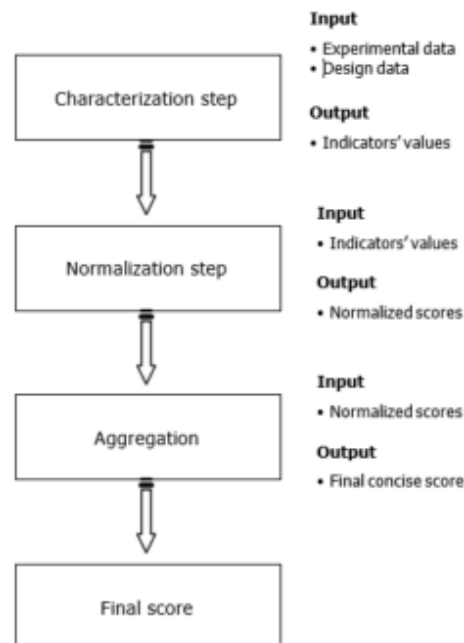 Input
• Experimental data
• Design data
Characterization step
Output
• Indicators' values
Input
• Indicators' values
Normalization step
Output
• Normalized scores
Input
• Normalized scores
Aggregation
Output
• Final concise score
Final score